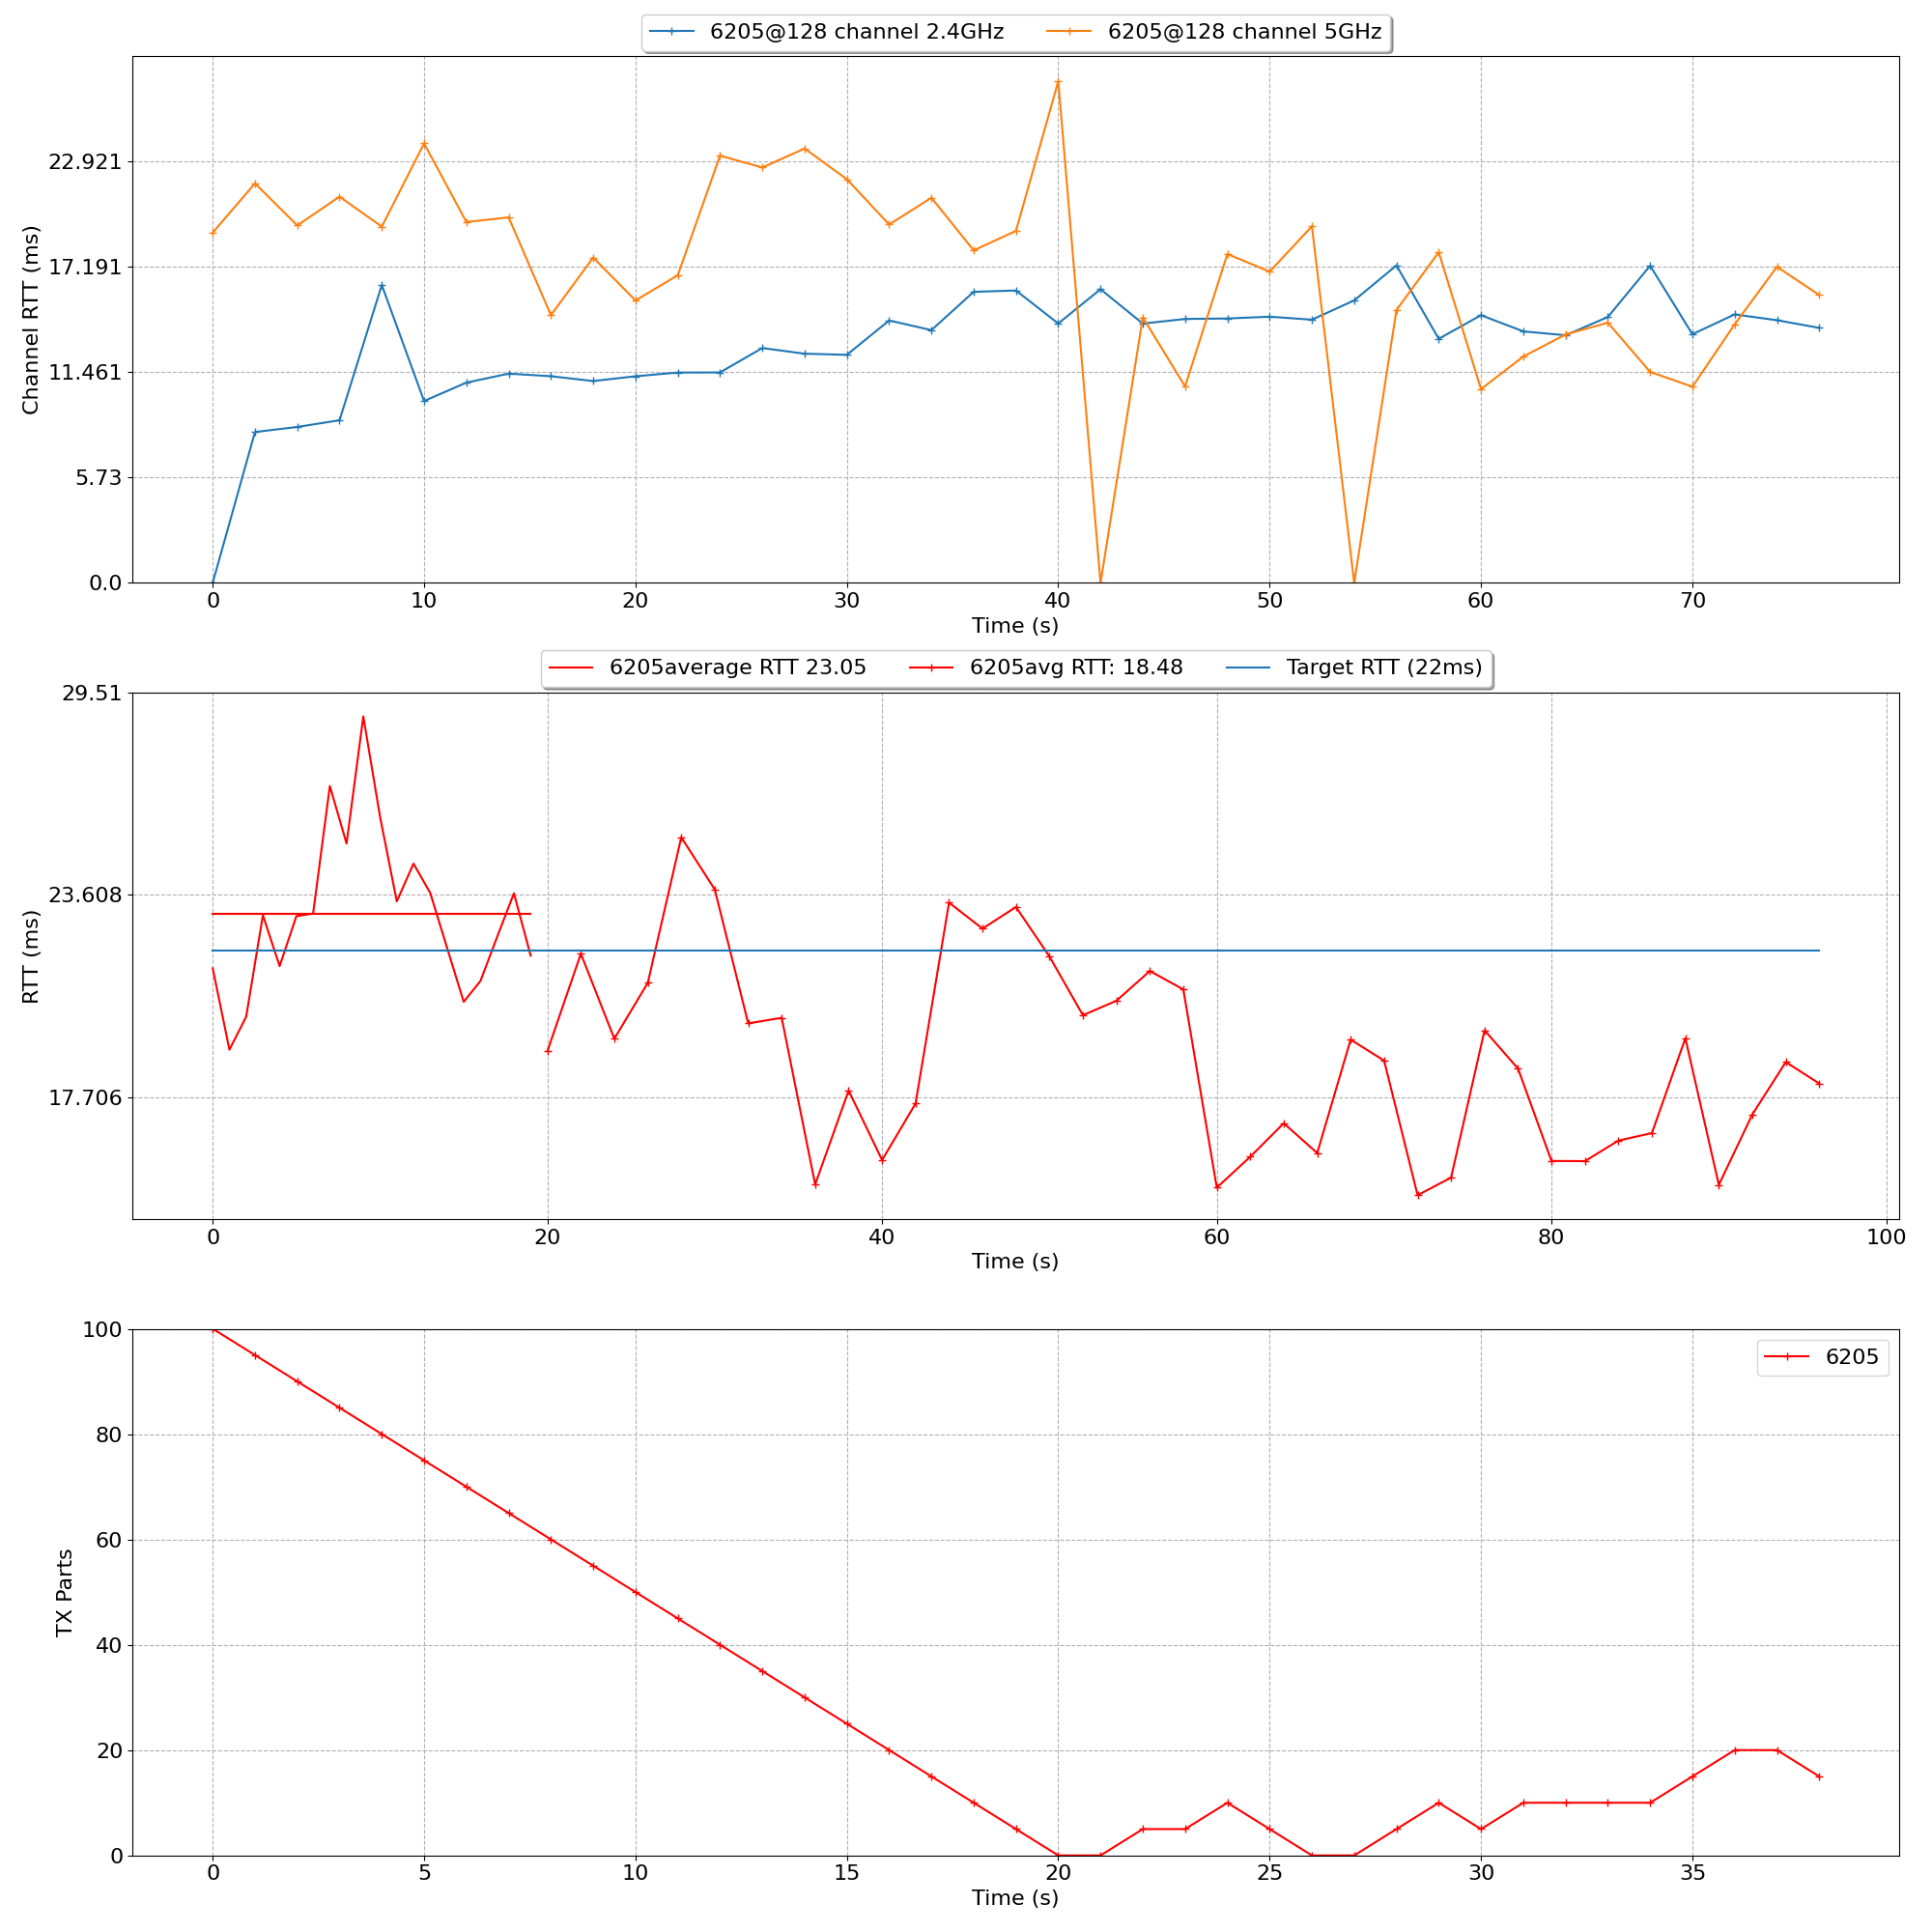 6205@128 channel 2.4GHz 6205@128 channel 5GHz
22.921
17.191
11.461
5.73
0.0
Channel RTT (ms)
0 10 20 30 40 50 60 70
Time (s)
6205average RTT 23.05 6205avg RTT: 18.48 Target RTT (22ms)
29.51
23.608
17.706
RTT (ms)
0 20 40 60 80 100
Time (s)
6205
100
80
60
40
20
0
TX Parts
0 5 10 15 20 25 30 35
Time (s)